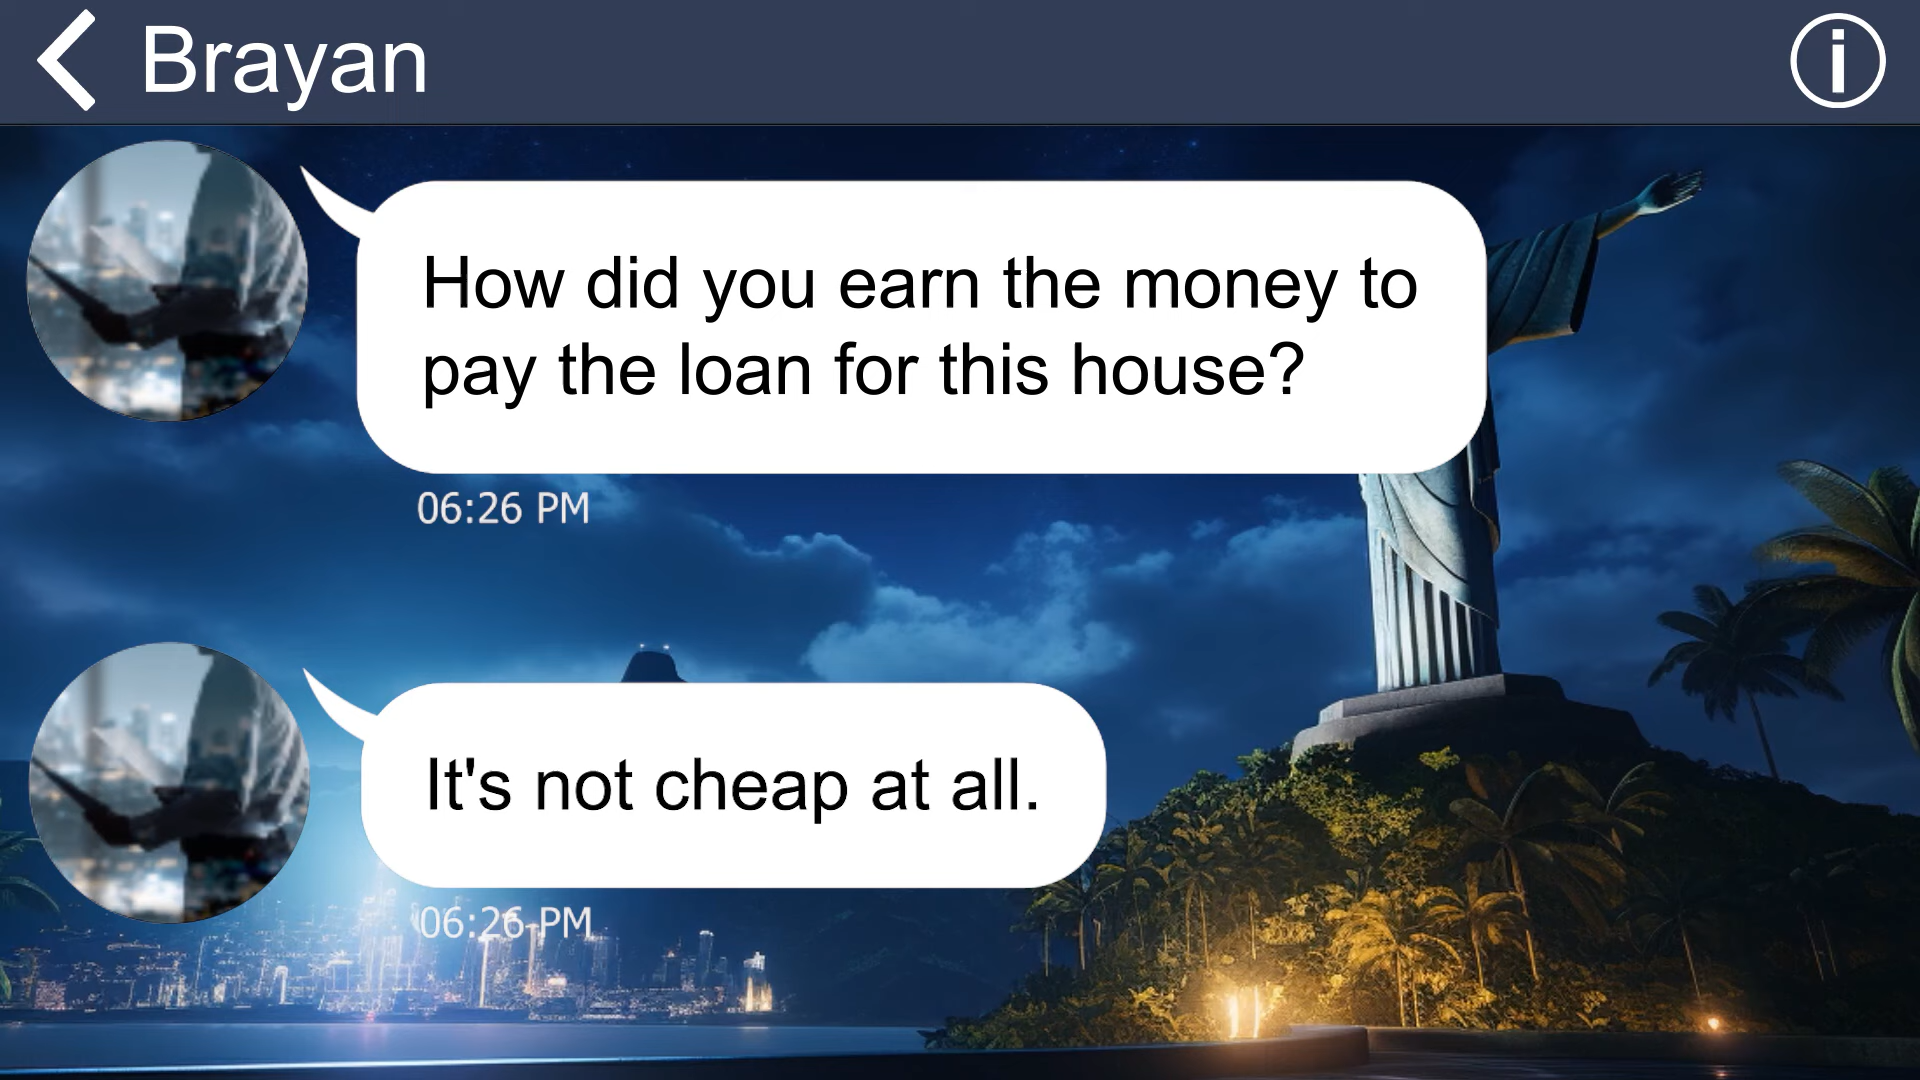 Brayan
How did you earn the money to
pay the loan for this house?
06:26 PM
It's not cheap at all.
06:26 PM